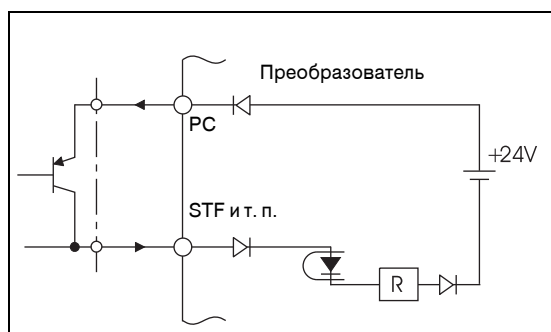 Преобразователь
PC
+24V
STF и т. п.
R